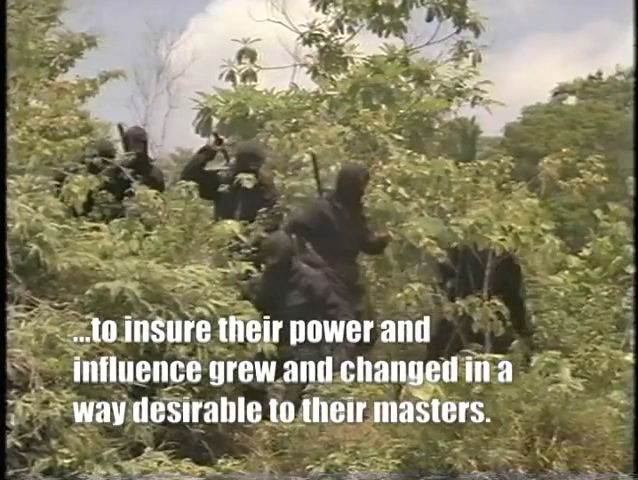 ...to insure their power and
influence grew and changed in a
way desirable to their masters.